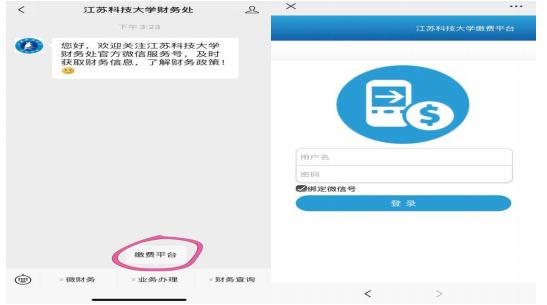 江苏科技大学财务处
下午 3:23
您好，欢迎关注江苏科技大学
财务处官方微信服务号，及时
获取财务信息，了解财务政策！
缴费平台
微财务
业务办理
财务查询
江苏科技大学缴费平台
$
用户名
密码
绑定微信号
登录